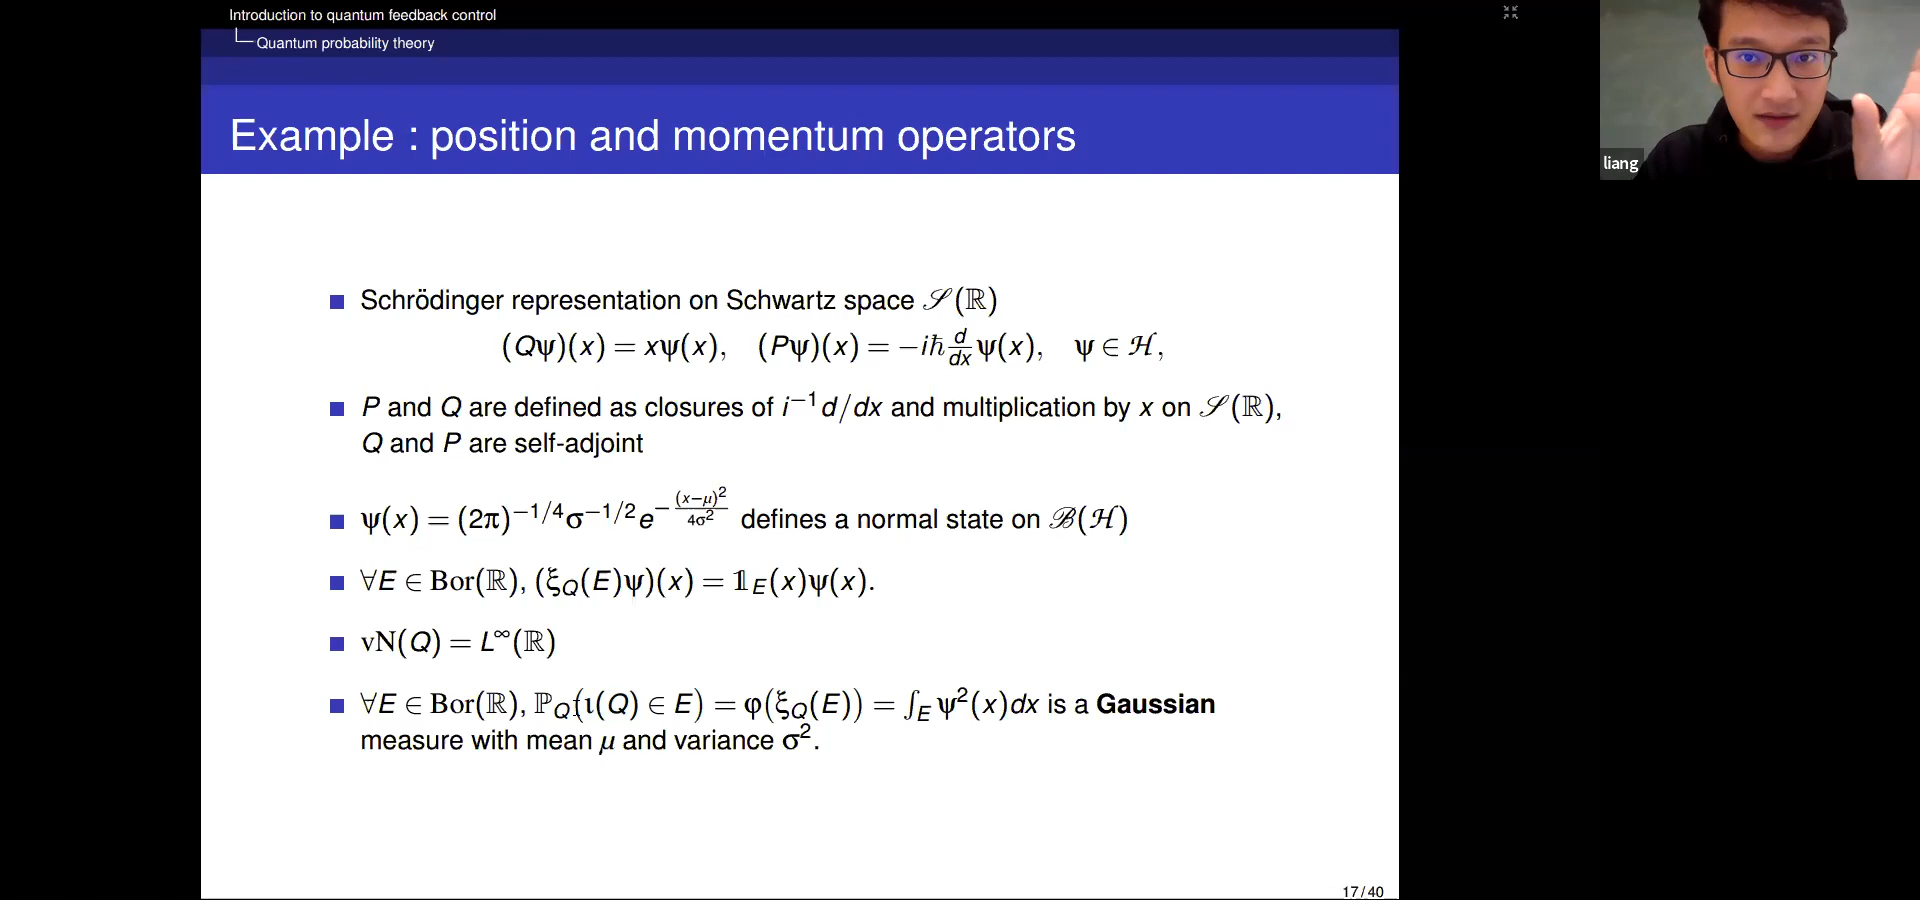 Introduction to quantum feedback control
Quantum probability theory
Example : position and momentum operators
liang
Schrödinger representation on Schwartz space 𝒮(ℝ)
(Qψ)(x) = xψ(x), (Pψ)(x) = −iℏ d/dx ψ(x), ψ ∈ ℋ,
P and Q are defined as closures of i⁻¹d/dx and multiplication by x on 𝒮(ℝ),
Q and P are self-adjoint
ψ(x) = (2π)^{−1/4}σ^{−1/2}e^{−(x−μ)²/4σ²} defines a normal state on ℬ(ℋ)
∀E ∈ Bor(ℝ), (ξ_Q(E)ψ)(x) = 𝟙_E(x)ψ(x).
vN(Q) = L^∞(ℝ)
∀E ∈ Bor(ℝ), ℙ_Q(ι(Q) ∈ E) = φ(ξ_Q(E)) = ∫_E ψ²(x)dx is a Gaussian
measure with mean μ and variance σ².
17/40